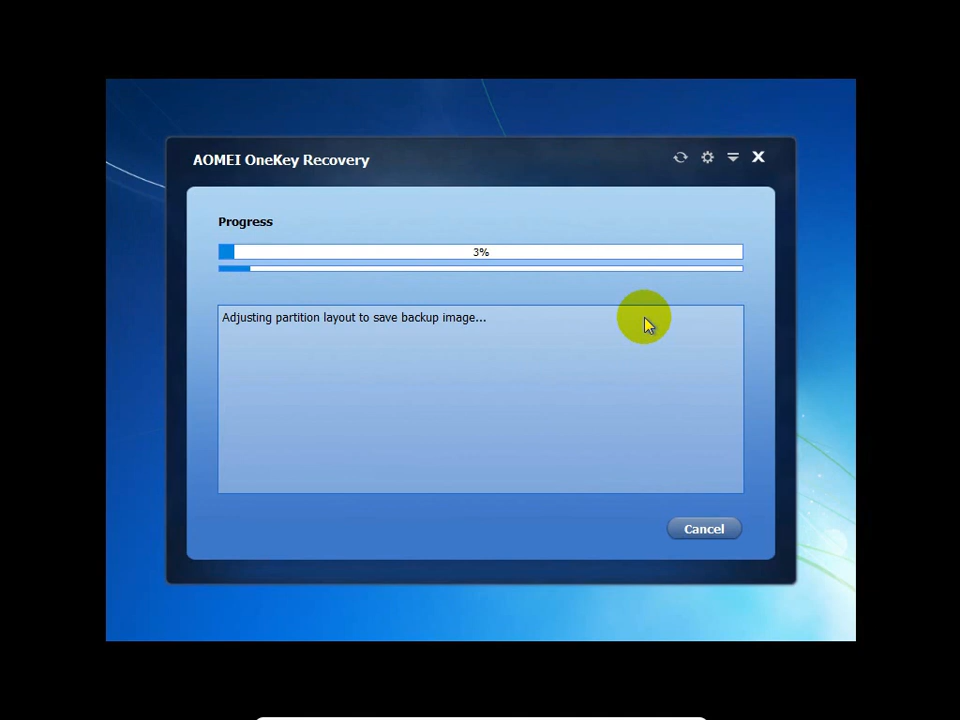 AOMEI OneKey Recovery
Progress
3%
Adjusting partition layout to save backup image...
Cancel